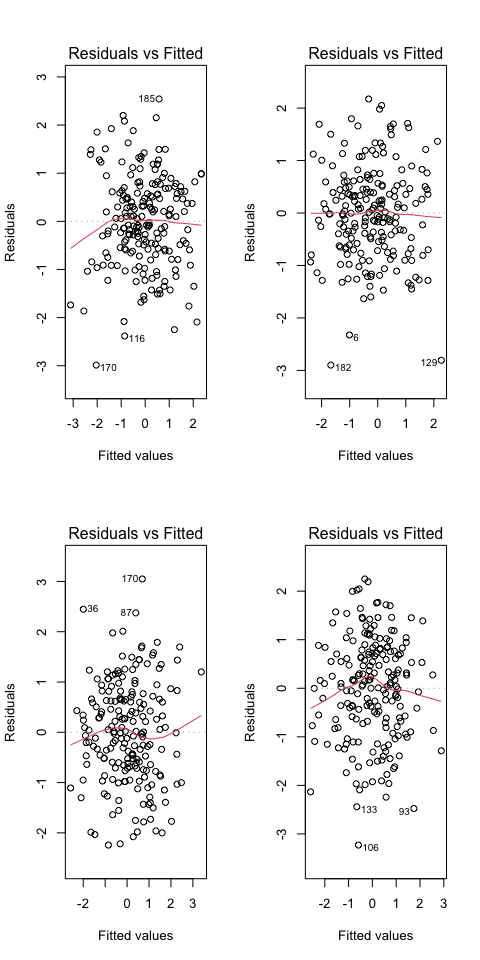 Residuals vs Fitted
3
2
1
0
-1
-2
-3
Residuals
185
116
170
-3 -2 -1 0 1 2
Fitted values
Residuals vs Fitted
2
1
0
-1
-2
-3
Residuals
6
182
129
-2 -1 0 1 2
Fitted values
Residuals vs Fitted
3
2
1
0
-1
-2
Residuals
170
36
87
-2 0 1 2 3
Fitted values
Residuals vs Fitted
2
1
0
-1
-2
-3
Residuals
133
93
106
-2 -1 0 1 2 3
Fitted values